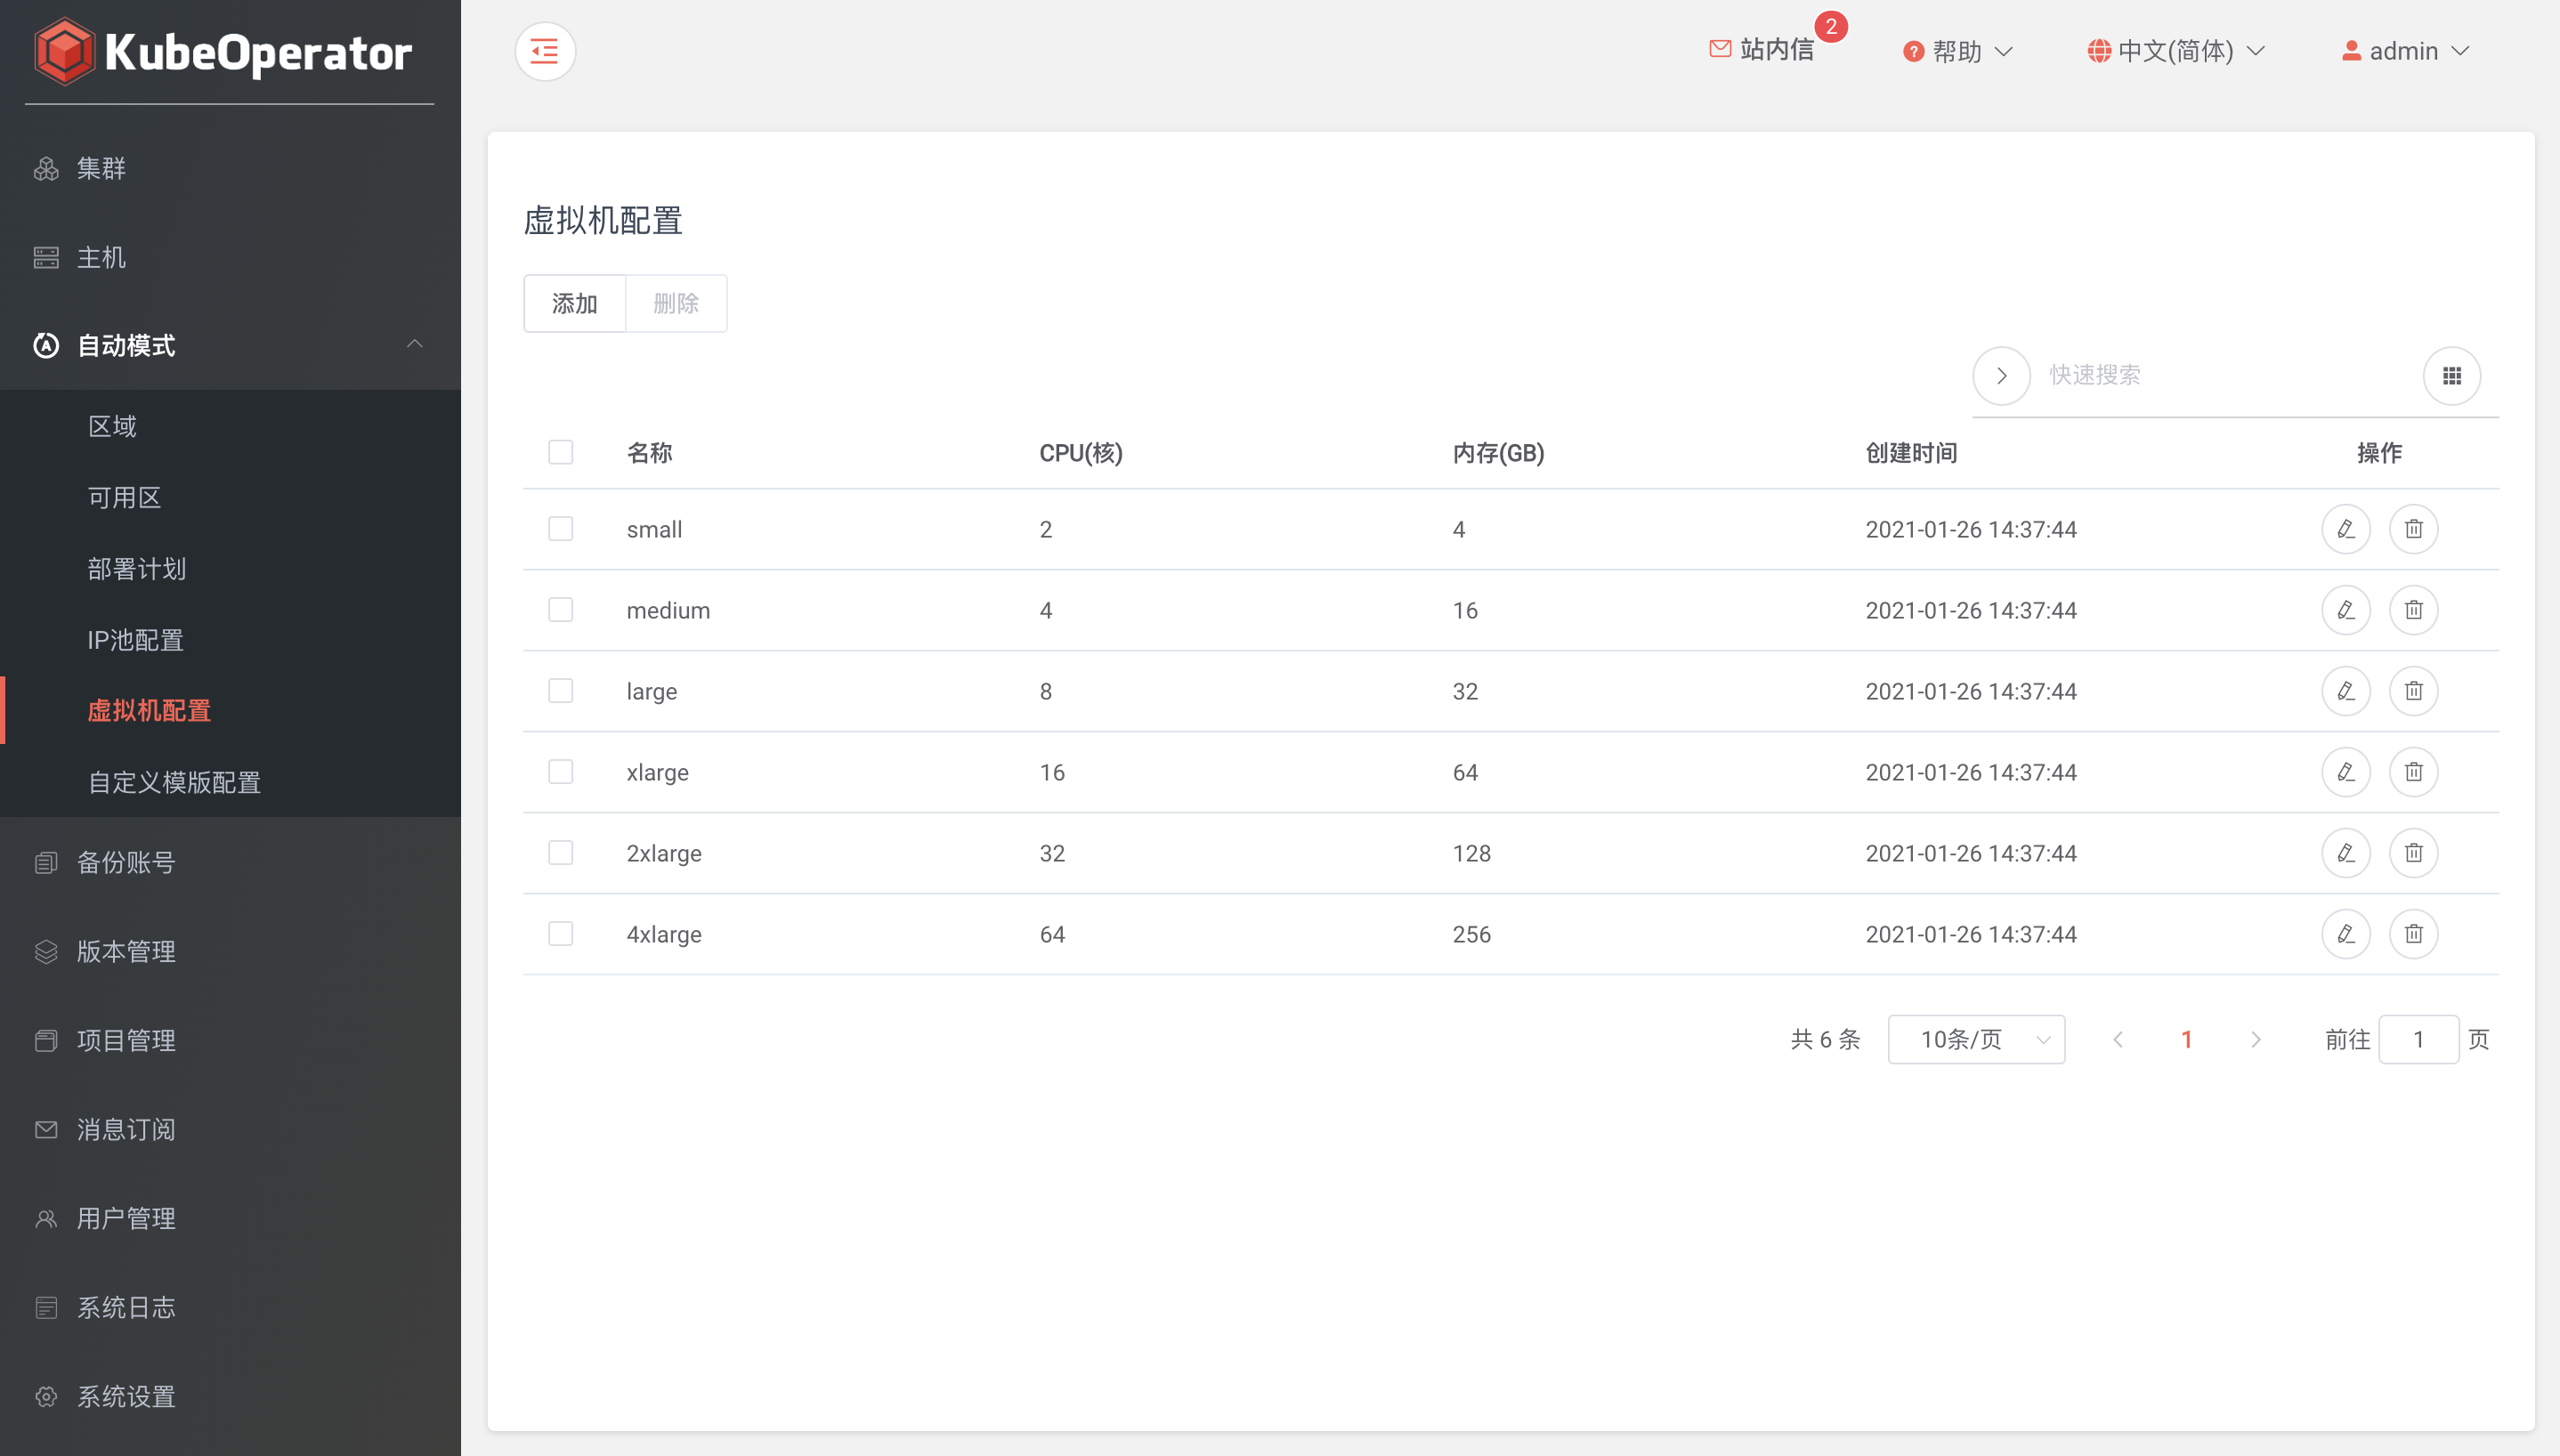 KubeOperator
集群
主机
自动模式
区域
可用区
部署计划
IP池配置
虚拟机配置
自定义模版配置
备份账号
版本管理
项目管理
消息订阅
用户管理
系统日志
系统设置
站内信 2 帮助 中文(简体) admin
虚拟机配置
添加 删除
快速搜索
名称 CPU(核) 内存(GB) 创建时间 操作
small 2 4 2021-01-26 14:37:44
medium 4 16 2021-01-26 14:37:44
large 8 32 2021-01-26 14:37:44
xlarge 16 64 2021-01-26 14:37:44
2xlarge 32 128 2021-01-26 14:37:44
4xlarge 64 256 2021-01-26 14:37:44
共 6 条 10条/页 1 前往 1 页